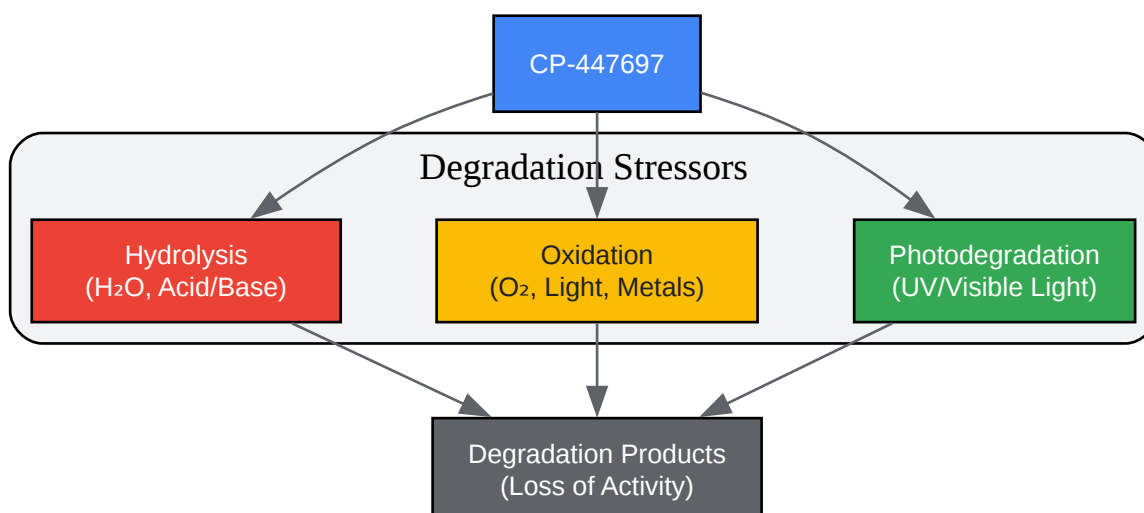 CP-447697
Degradation Stressors
Hydrolysis
(H₂O, Acid/Base)
Oxidation
(O₂, Light, Metals)
Photodegradation
(UV/Visible Light)
Degradation Products
(Loss of Activity)